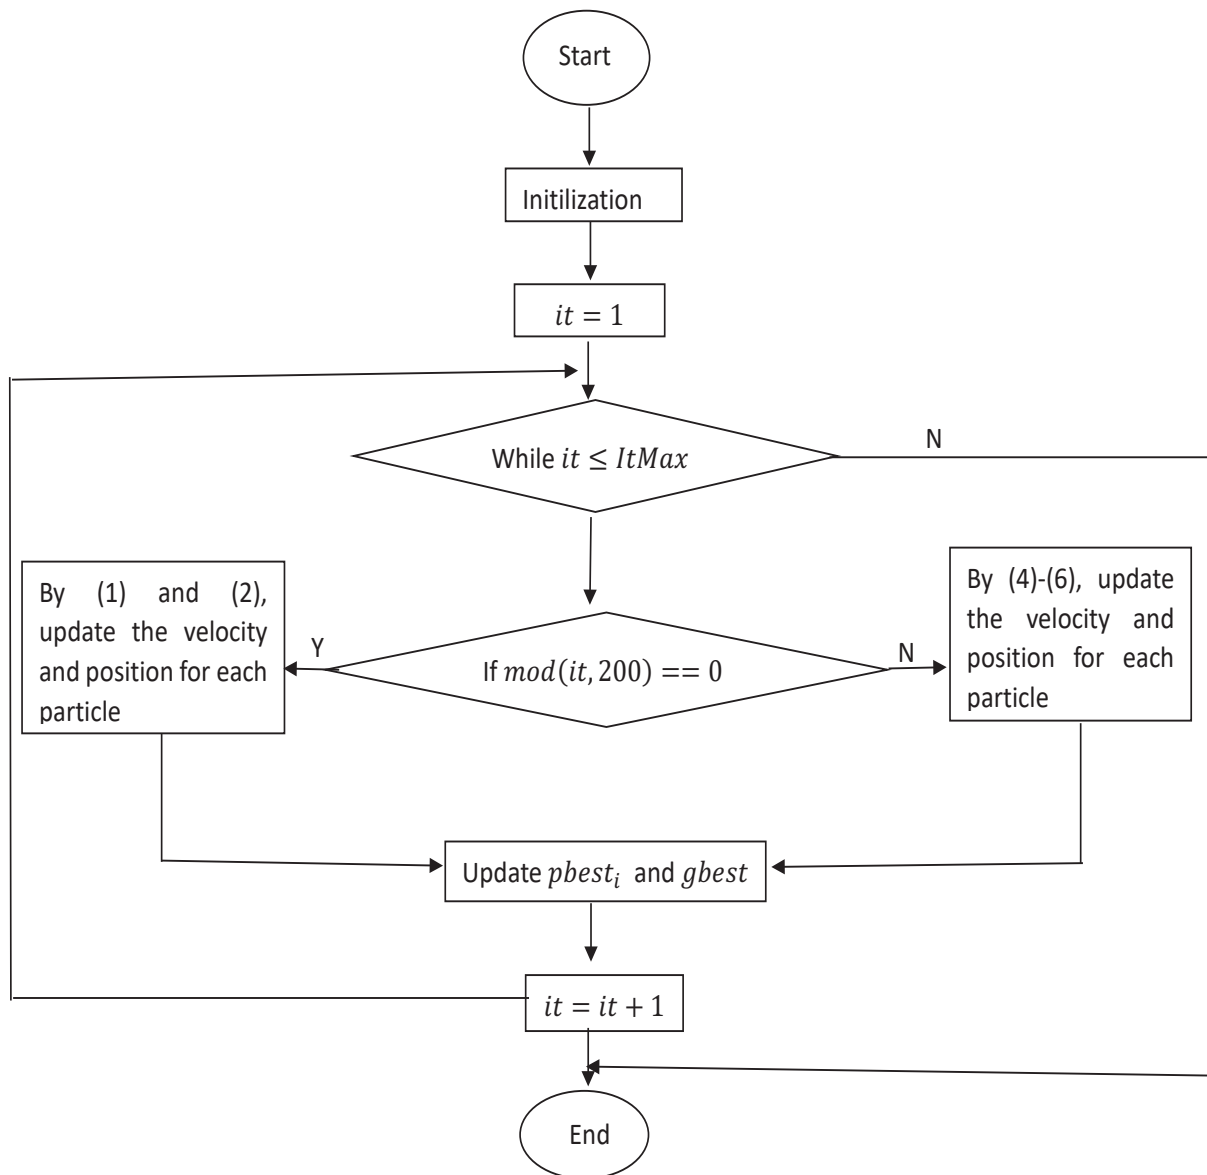 Start
Initilization
it = 1
While it ≤ ItMax
N
By (1) and (2),
update the velocity
and position for each
particle
Y
If mod(it, 200) == 0
N
By (4)-(6), update
the velocity and
position for each
particle
Update pbestᵢ and gbest
it = it + 1
End